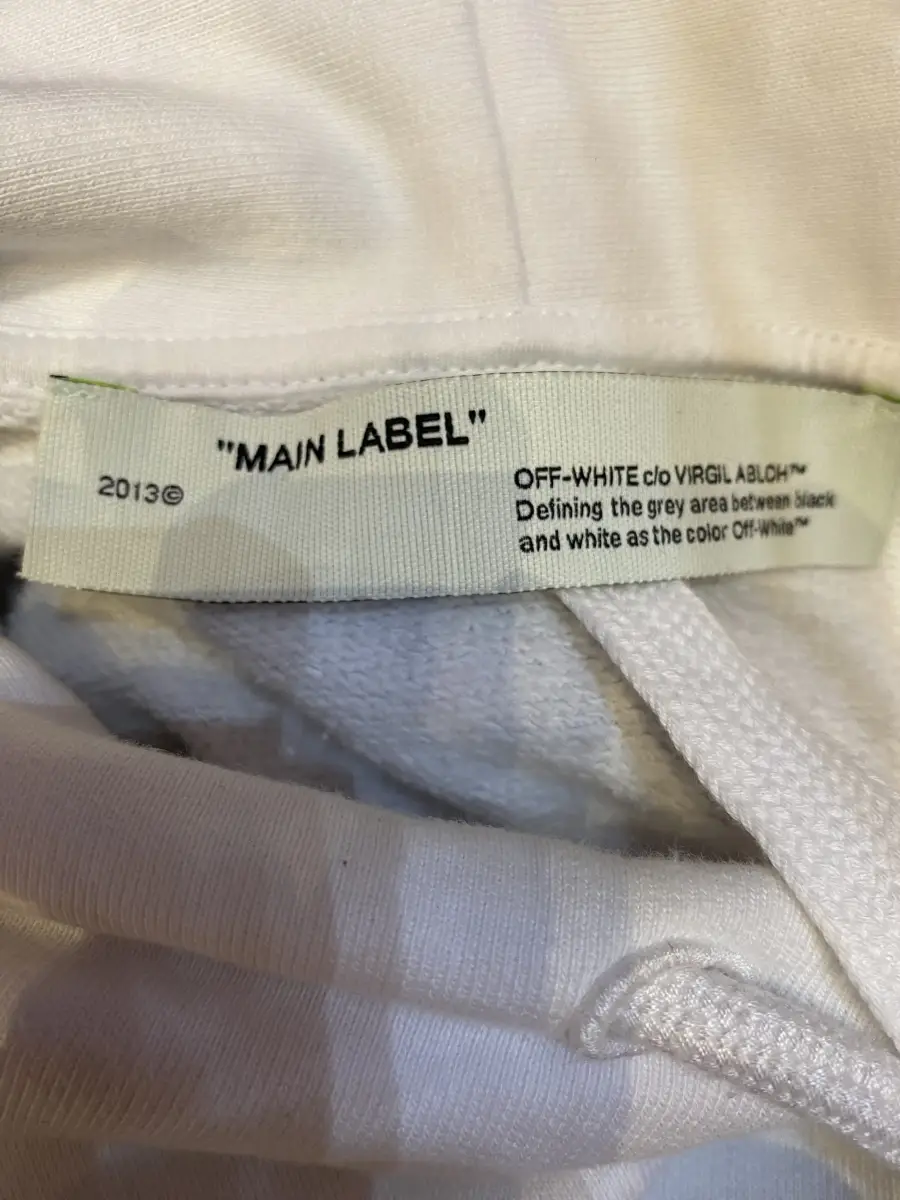 "MAIN LABEL"
2013©
OFF-WHITE c/o VIRGIL ABLOH™
Defining the grey area between black
and white as the color Off-White™